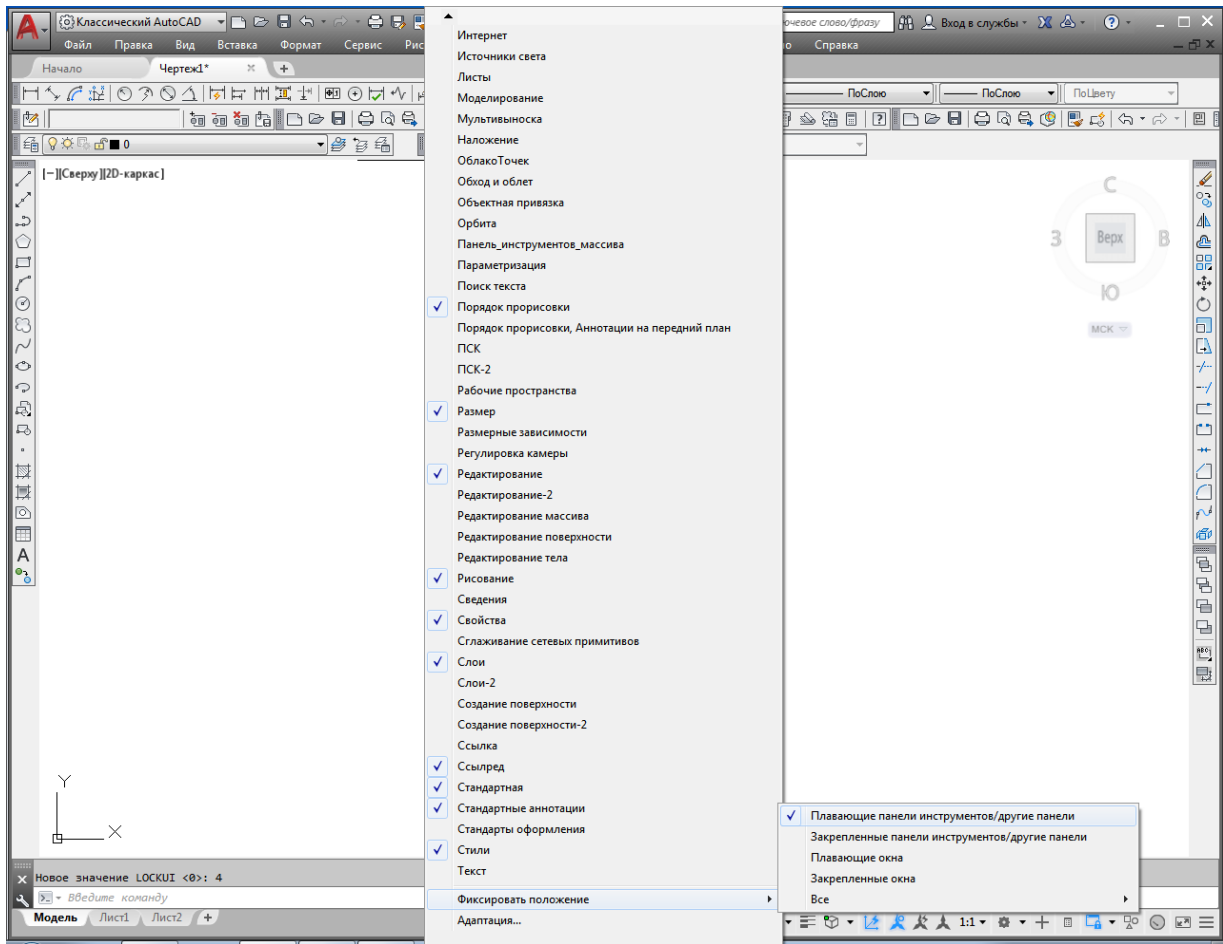 Классический AutoCAD
ючевое слово/фразу
Вход в службы
Файл Правка Вид Вставка Формат Сервис Рис
Справка
Начало Чертеж1*
ПоСлою ПоСлою ПоЦвету
0
[−][Сверху][2D-каркас]
С
З Верх В
Ю
МСК
Интернет
Источники света
Листы
Моделирование
Мультивыноска
Наложение
ОблакоТочек
Обход и облет
Объектная привязка
Орбита
Панель_инструментов_массива
Параметризация
Поиск текста
Порядок прорисовки
Порядок прорисовки, Аннотации на передний план
ПСК
ПСК-2
Рабочие пространства
Размер
Размерные зависимости
Регулировка камеры
Редактирование
Редактирование-2
Редактирование массива
Редактирование поверхности
Редактирование тела
Рисование
Сведения
Свойства
Сглаживание сетевых примитивов
Слои
Слои-2
Создание поверхности
Создание поверхности-2
Ссылка
Ссылред
Стандартная
Стандартные аннотации
Стандарты оформления
Стили
Текст
Фиксировать положение
Адаптация...
Плавающие панели инструментов/другие панели
Закрепленные панели инструментов/другие панели
Плавающие окна
Закрепленные окна
Все
Y
X
Новое значение LOCKUI <0>: 4
Введите команду
Модель Лист1 Лист2
1:1